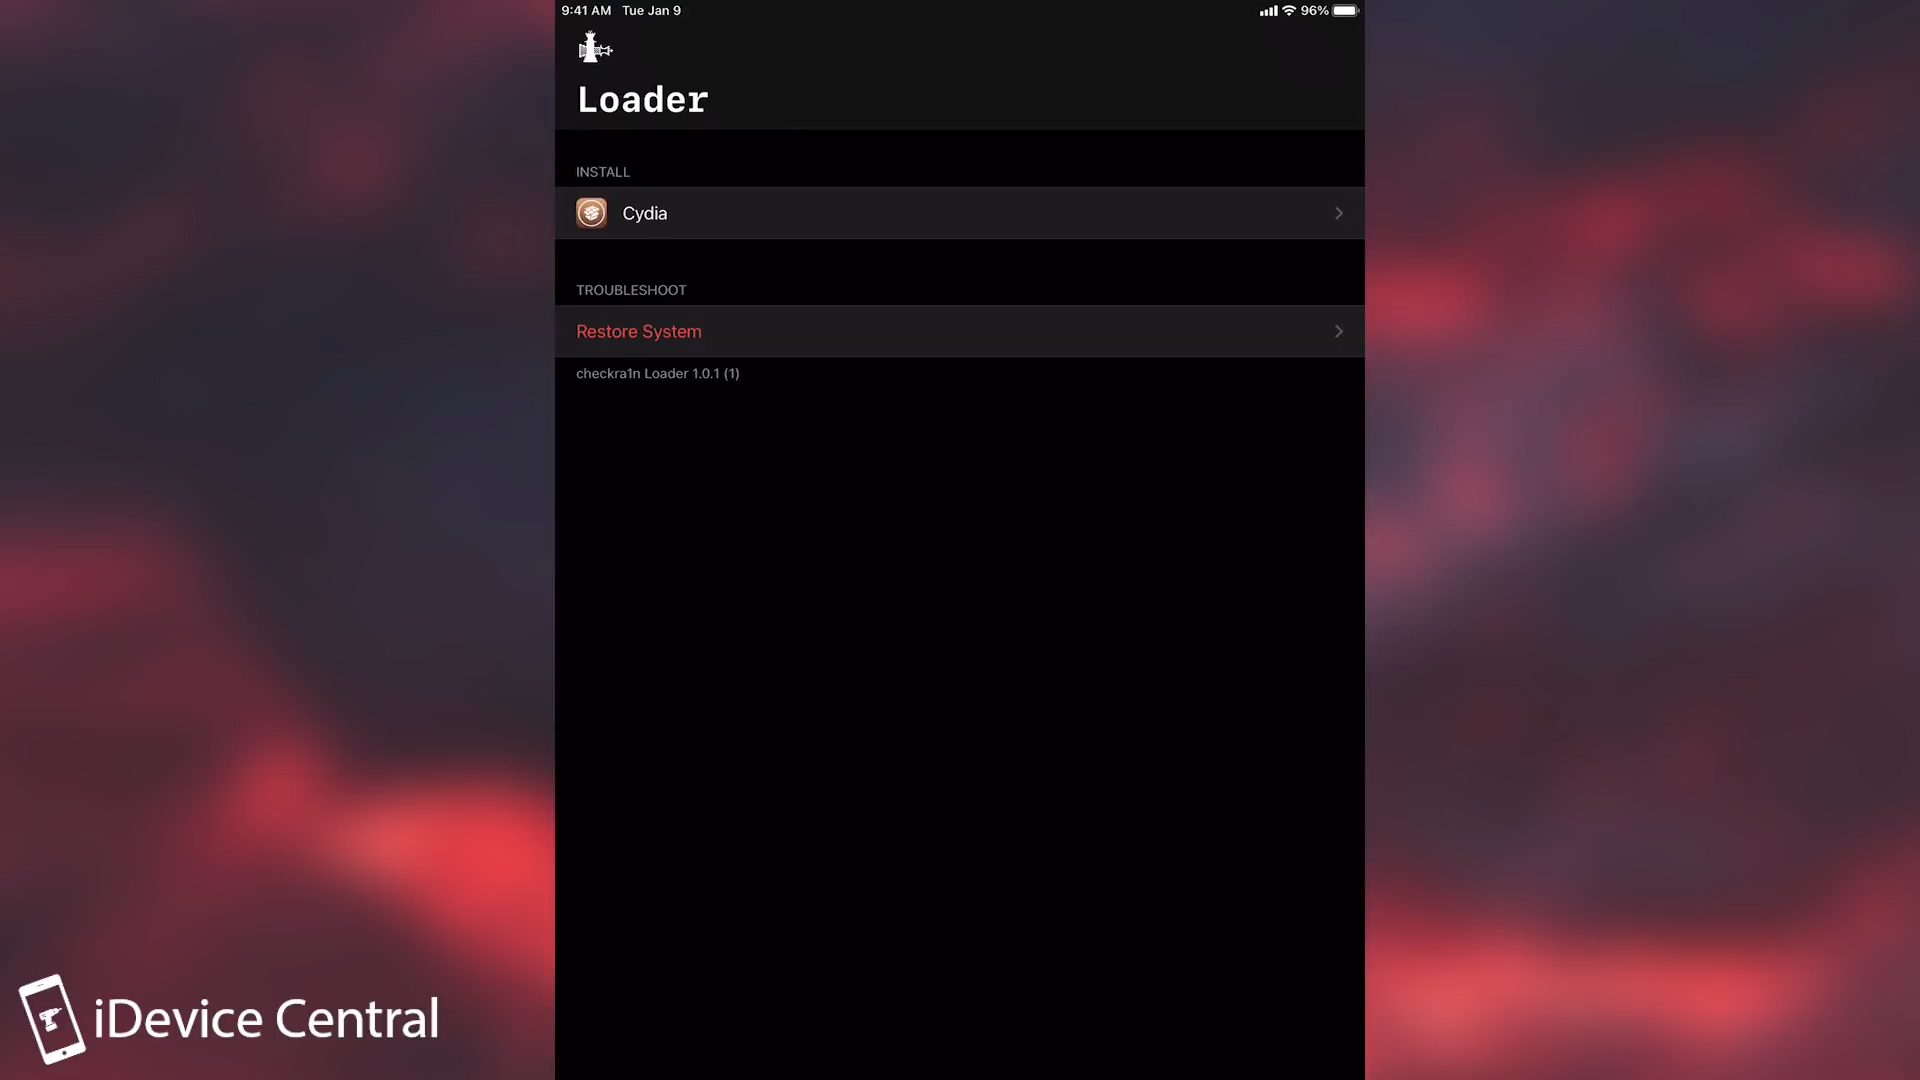 9:41 AM Tue Jan 9
96%
Loader
INSTALL
Cydia
TROUBLESHOOT
Restore System
checkra1n Loader 1.0.1 (1)
iDevice Central